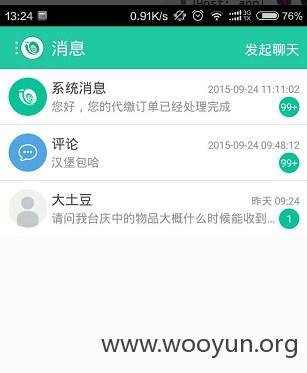 13:24 0.91K/s 3G 1X 76%
消息 发起聊天
系统消息 2015-09-24 11:11:02
您好，您的代缴订单已经处理完成 99+
评论 2015-09-24 09:48:12
汉堡包哈 99+
大土豆 昨天 09:24
请问我台庆中的物品大概什么时候能收到... 1
www.wooyun.org